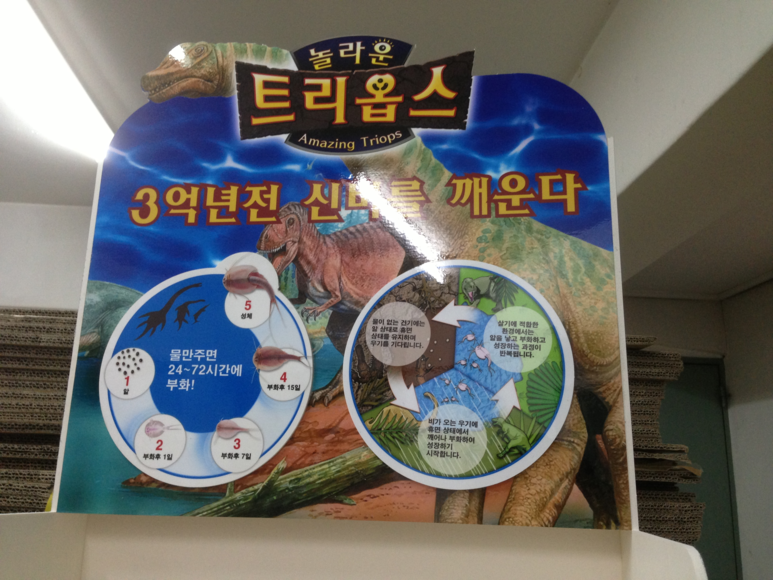 놀라운
트리옵스
Amazing Triops
3억년전 신비를 깨운다
5
성체
물만주면
24~72시간에
부화!
1
알
4
부화후 15일
2
부화후 1일
3
부화후 7일
물이 없는 건기에는
알 상태로 휴면
상태를 유지하여
우기를 기다립니다.
살기에 적합한
환경에서는
알을 낳고 부화하고
성장하는 과정이
반복됩니다.
비가 오는 우기에
휴면 상태에서
깨어나 부화하여
성장하기
시작합니다.